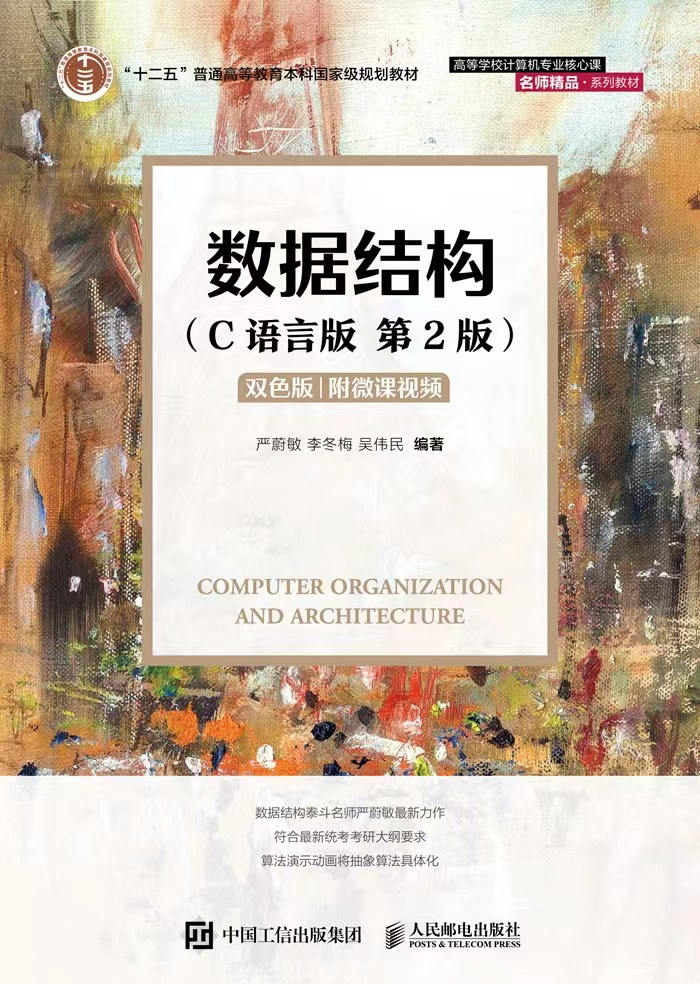 “十二五”普通高等教育本科国家级规划教材
高等学校计算机专业核心课
名师精品·系列教材
数据结构
（C 语言版 第 2 版）
双色版|附微课视频
严蔚敏 李冬梅 吴伟民 编著
COMPUTER ORGANIZATION
AND ARCHITECTURE
数据结构泰斗名师严蔚敏最新力作
符合最新统考考研大纲要求
算法演示动画将抽象算法具体化
中国工信出版集团
人民邮电出版社
POSTS & TELECOM PRESS